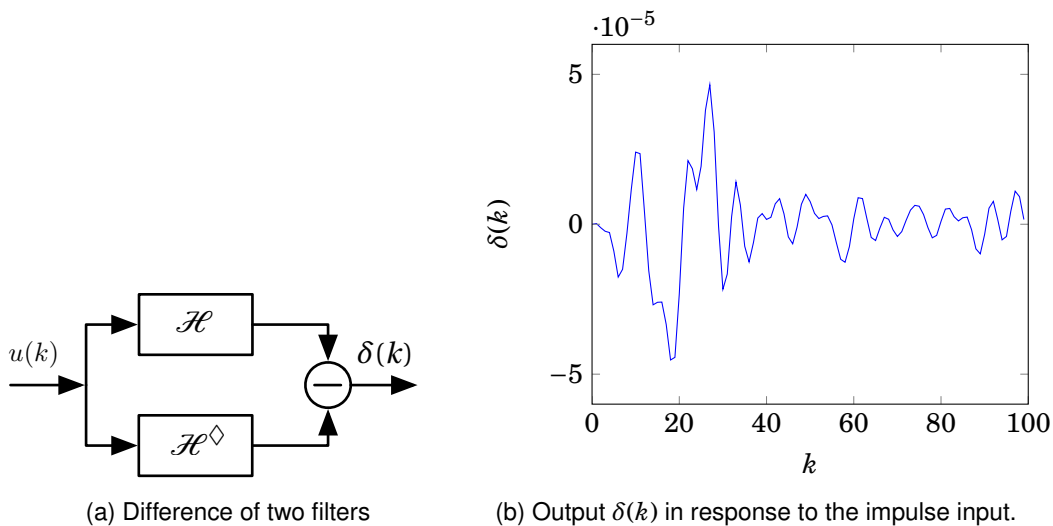 u(k)
ℋ
ℋ◇
−
δ(k)
(a) Difference of two filters
·10⁻⁵
5
0
−5
δ(k)
0 20 40 60 80 100
k
(b) Output δ(k) in response to the impulse input.